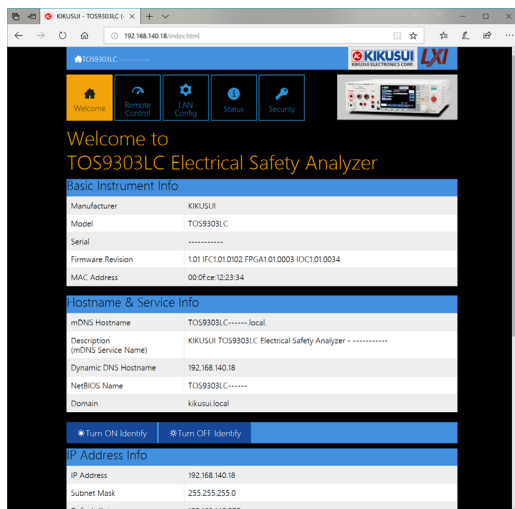 KIKUSUI - TOS9303LC (-
192.168.140.18/index.html
TOS9303LC -----------
KIKUSUI
KIKUSUI ELECTRONICS CORP.
LXI
Welcome
Remote Control
LAN Config
Status
Security
Welcome to
TOS9303LC Electrical Safety Analyzer
Basic Instrument Info
Manufacturer KIKUSUI
Model TOS9303LC
Serial -----------
Firmware Revision 1.01 IFC1.01.0102 FPGA1.01.0003 IOC1.01.0034
MAC Address 00:0f:ce:12:23:34
Hostname & Service Info
mDNS Hostname TOS9303LC------.local.
Description KIKUSUI TOS9303LC Electrical Safety Analyzer - -----------
(mDNS Service Name)
Dynamic DNS Hostname 192.168.140.18
NetBIOS Name TOS9303LC------
Domain kikusui.local
Turn ON Identify Turn OFF Identify
IP Address Info
IP Address 192.168.140.18
Subnet Mask 255.255.255.0